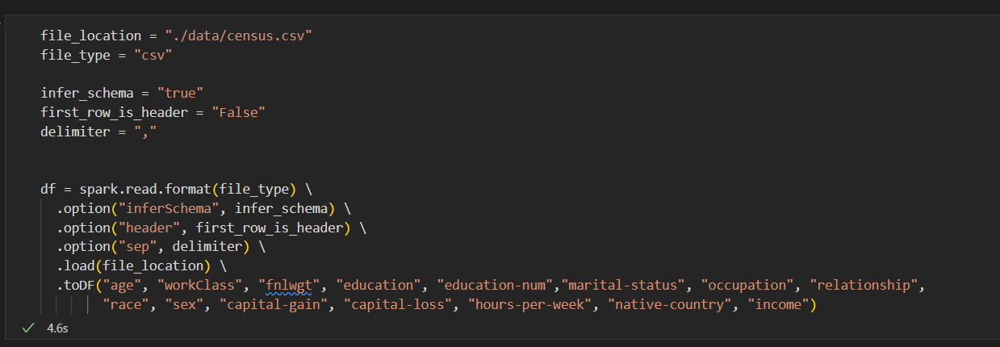 file_location = "./data/census.csv"
file_type = "csv"
infer_schema = "true"
first_row_is_header = "False"
delimiter = ","
df = spark.read.format(file_type) \
.option("inferSchema", infer_schema) \
.option("header", first_row_is_header) \
.option("sep", delimiter) \
.load(file_location) \
.toDF("age", "workClass", "fnlwgt", "education", "education-num","marital-status", "occupation", "relationship",
"race", "sex", "capital-gain", "capital-loss", "hours-per-week", "native-country", "income")
4.6s